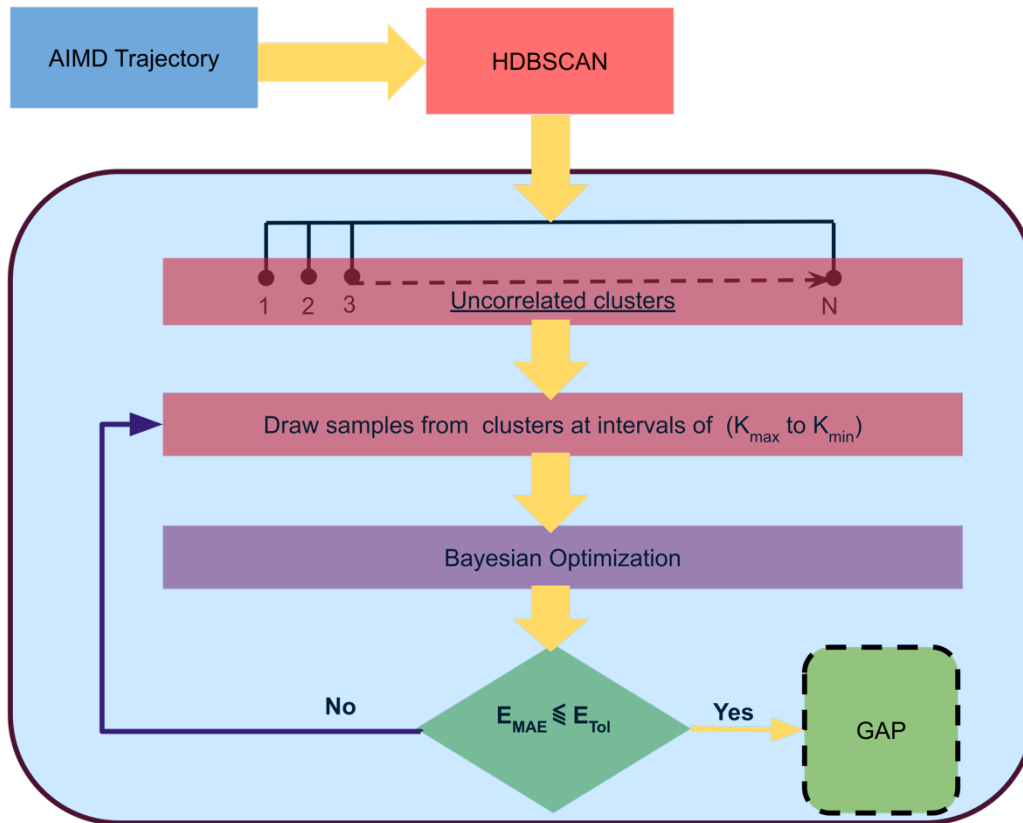 AIMD Trajectory
HDBSCAN
1 2 3 N
Uncorrelated clusters
Draw samples from clusters at intervals of (Kmax to Kmin)
Bayesian Optimization
EMAE ≦ ETol
No
Yes
GAP